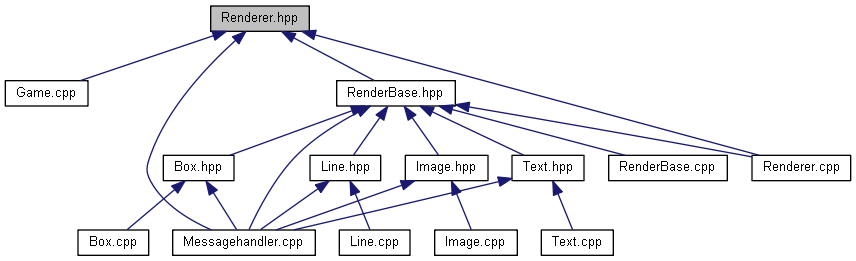 Renderer.hpp
Game.cpp
RenderBase.hpp
Box.hpp
Line.hpp
Image.hpp
Text.hpp
RenderBase.cpp
Renderer.cpp
Box.cpp
Messagehandler.cpp
Line.cpp
Image.cpp
Text.cpp